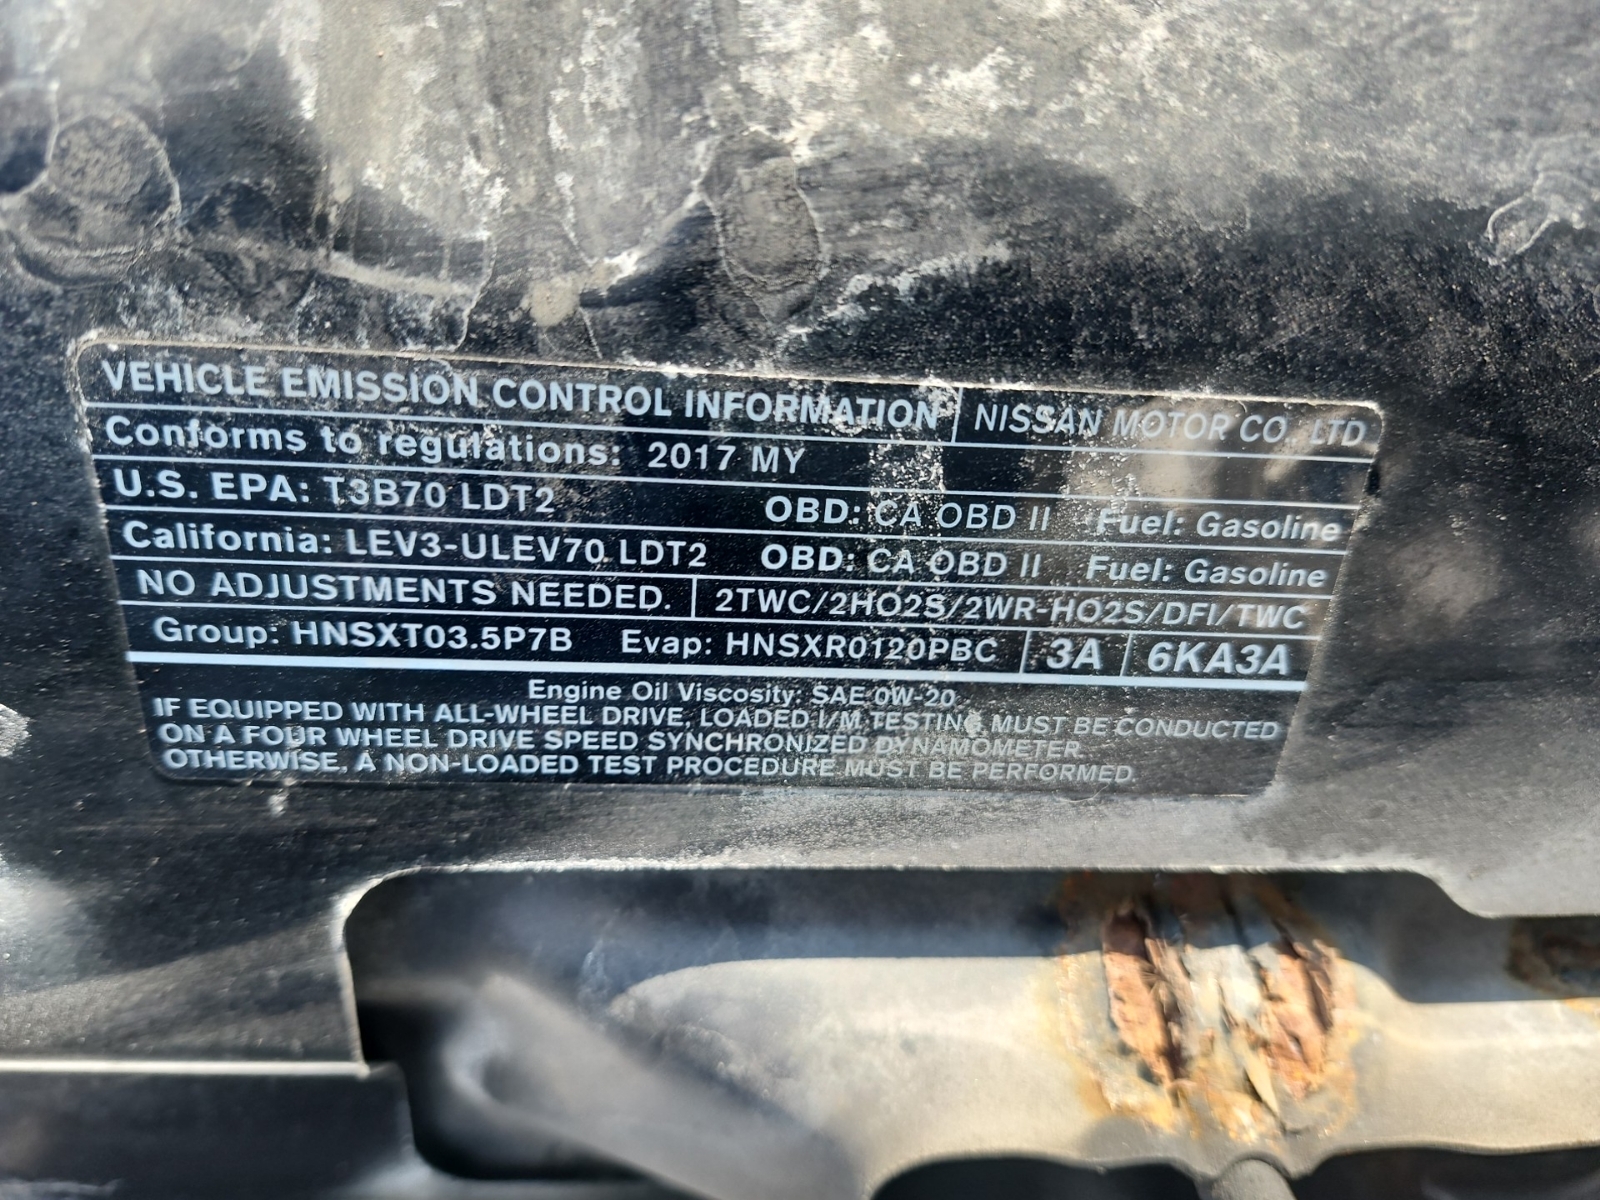 VEHICLE EMISSION CONTROL INFORMATION NISSAN MOTOR CO., LTD
Conforms to regulations: 2017 MY
U.S. EPA: T3B70 LDT2 OBD: CA OBD II Fuel: Gasoline
California: LEV3-ULEV70 LDT2 OBD: CA OBD II Fuel: Gasoline
NO ADJUSTMENTS NEEDED. 2TWC/2HO2S/2WR-HO2S/DFI/TWC
Group: HNSXT03.5P7B Evap: HNSXR0120PBC 3A 6KA3A
Engine Oil Viscosity: SAE 0W-20
IF EQUIPPED WITH ALL-WHEEL DRIVE, LOADED I/M TESTING MUST BE CONDUCTED
ON A FOUR WHEEL DRIVE SPEED SYNCHRONIZED DYNAMOMETER.
OTHERWISE, A NON-LOADED TEST PROCEDURE MUST BE PERFORMED.